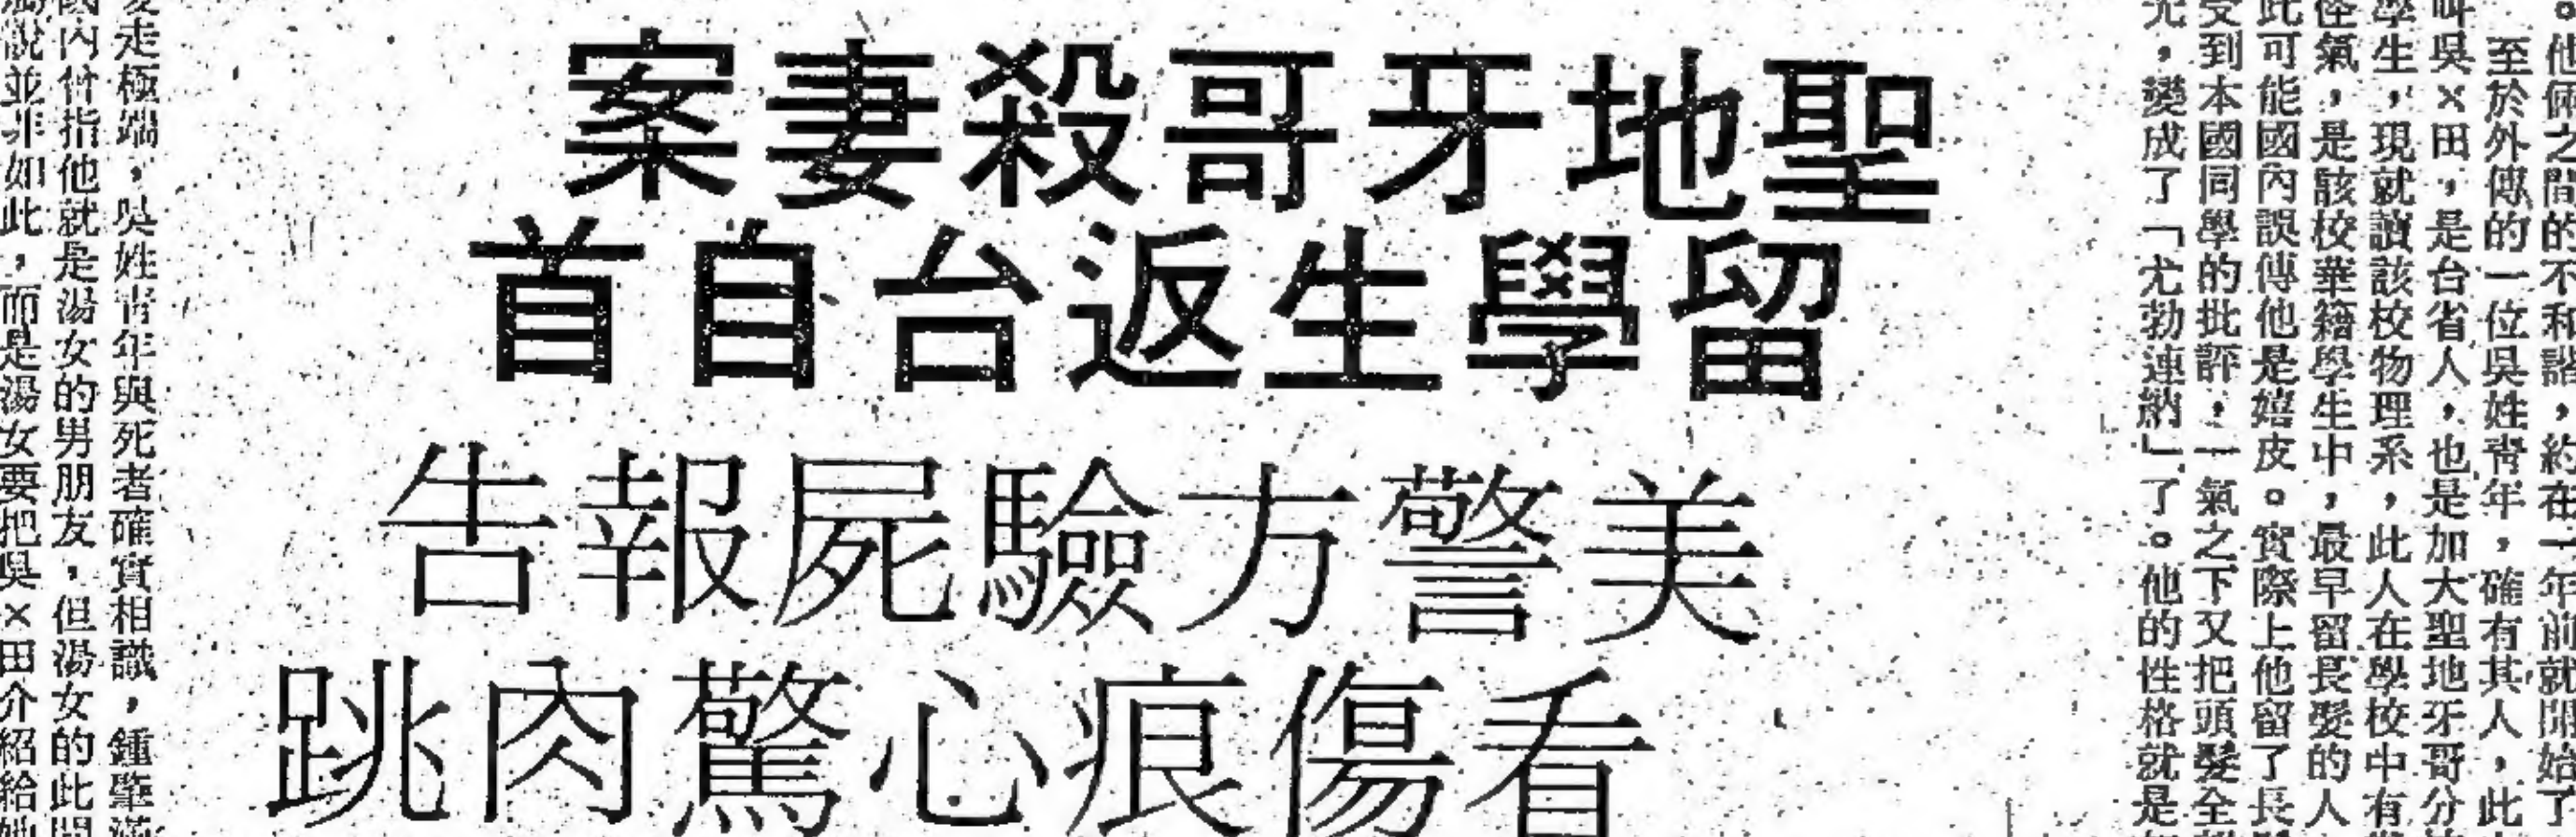 。他倆之間的不和諧，約在一年前就開始了
至於外傳的一位吳姓青年，確有其人，此
叫吳×田，是台省人，也是加大聖地牙哥分
學生，現就讀該校物理系，此人在學校中有
怪氣，是該校華籍學生中，最早留長髮的人
此可能國內誤傳他是嬉皮。實際上他留了長
受到本國同學的批評，一氣之下又把頭髮全
光，變成了「尤勃連納」了。他的性格就是
聖地牙哥殺妻案
留學生返台自首
美警方驗屍報告
看傷痕心驚肉跳
走極端，吳姓青年與死者確實相識，鍾肇滿
國內曾指他就是湯女的男朋友，但湯女的此間
滿說並非如此，而是湯女要把吳×田介紹給她